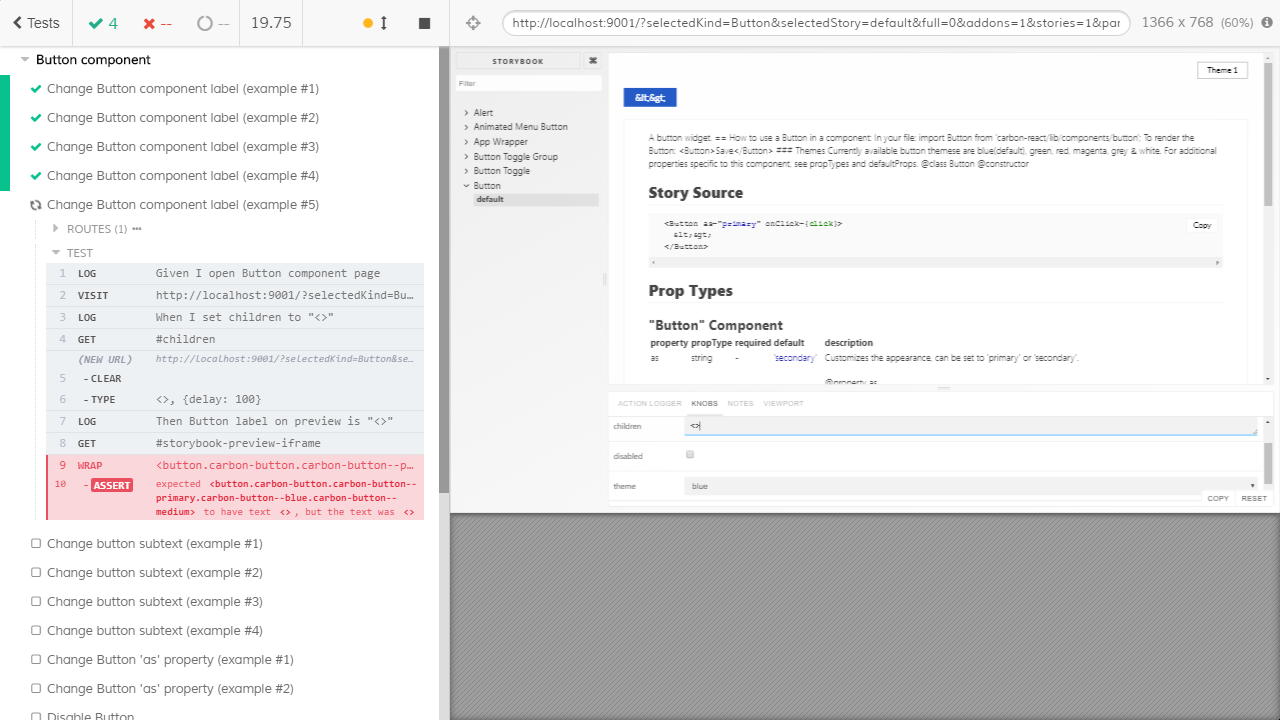 Tests
4
--
--
19.75
http://localhost:9001/?selectedKind=Button&selectedStory=default&full=0&addons=1&stories=1&par
1366 x 768 (60%)
Button component
Change Button component label (example #1)
Change Button component label (example #2)
Change Button component label (example #3)
Change Button component label (example #4)
Change Button component label (example #5)
ROUTES (1) •••
TEST
1 LOG Given I open Button component page
2 VISIT http://localhost:9001/?selectedKind=Bu…
3 LOG When I set children to "<>"
4 GET #children
(NEW URL) http://localhost:9001/?selectedKind=Button&se…
5 - CLEAR
6 - TYPE <>, {delay: 100}
7 LOG Then Button label on preview is "<>"
8 GET #storybook-preview-iframe
9 WRAP <button.carbon-button.carbon-button--p…
10 - ASSERT expected <button.carbon-button.carbon-button--
primary.carbon-button--blue.carbon-button--
medium> to have text <> , but the text was <>
Change button subtext (example #1)
Change button subtext (example #2)
Change button subtext (example #3)
Change button subtext (example #4)
Change Button 'as' property (example #1)
Change Button 'as' property (example #2)
Disable Button
STORYBOOK
⌘
Filter
Alert
Animated Menu Button
App Wrapper
Button Toggle Group
Button Toggle
Button
default
Theme 1
&lt;&gt;
A button widget. == How to use a Button in a component: In your file: import Button from 'carbon-react/lib/components/button'; To render the
Button: <Button>Save</Button> ### Themes Currently available button themese are blue(default), green, red, magenta, grey & white. For additional
properties specific to this component, see propTypes and defaultProps. @class Button @constructor
Story Source
<Button as="primary" onClick={click}>
&lt;&gt;
</Button>
Copy
Prop Types
"Button" Component
property propType required default description
as string - 'secondary' Customizes the appearance, can be set to 'primary' or 'secondary'.
@property as
ACTION LOGGER KNOBS NOTES VIEWPORT
children <>
disabled
theme blue
COPY RESET